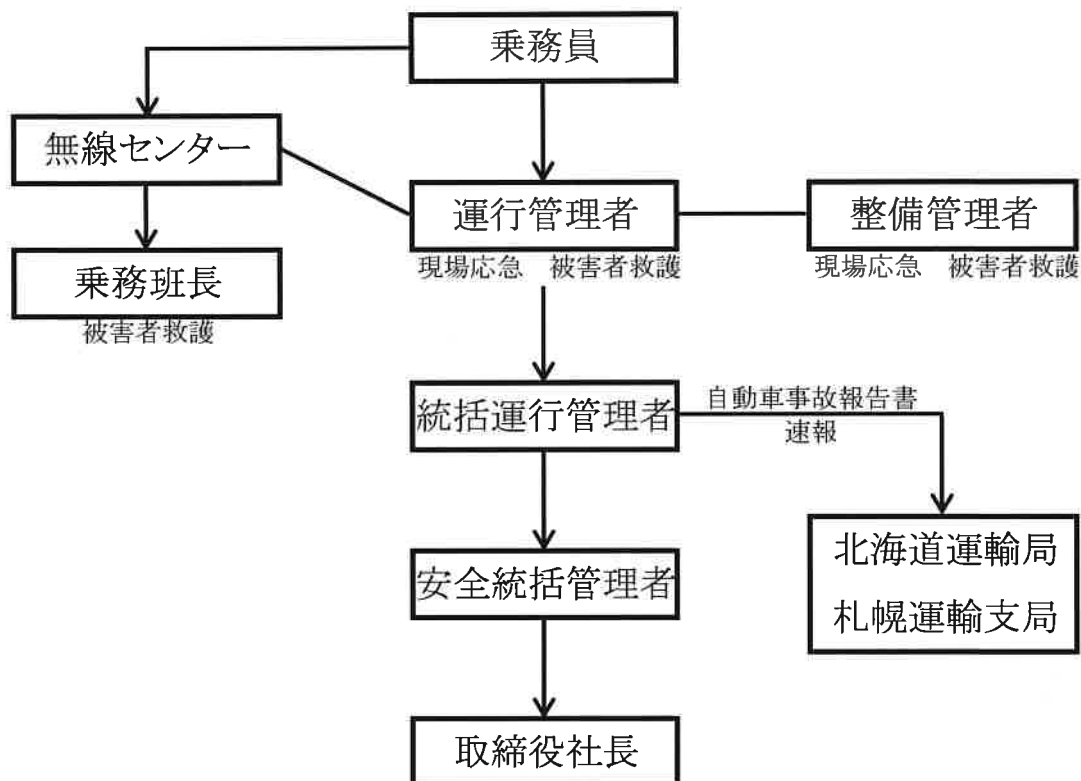 乗務員
無線センター
運行管理者
整備管理者
現場応急 被害者救護
現場応急 被害者救護
乗務班長
被害者救護
統括運行管理者
自動車事故報告書
速報
北海道運輸局
札幌運輸支局
安全統括管理者
取締役社長